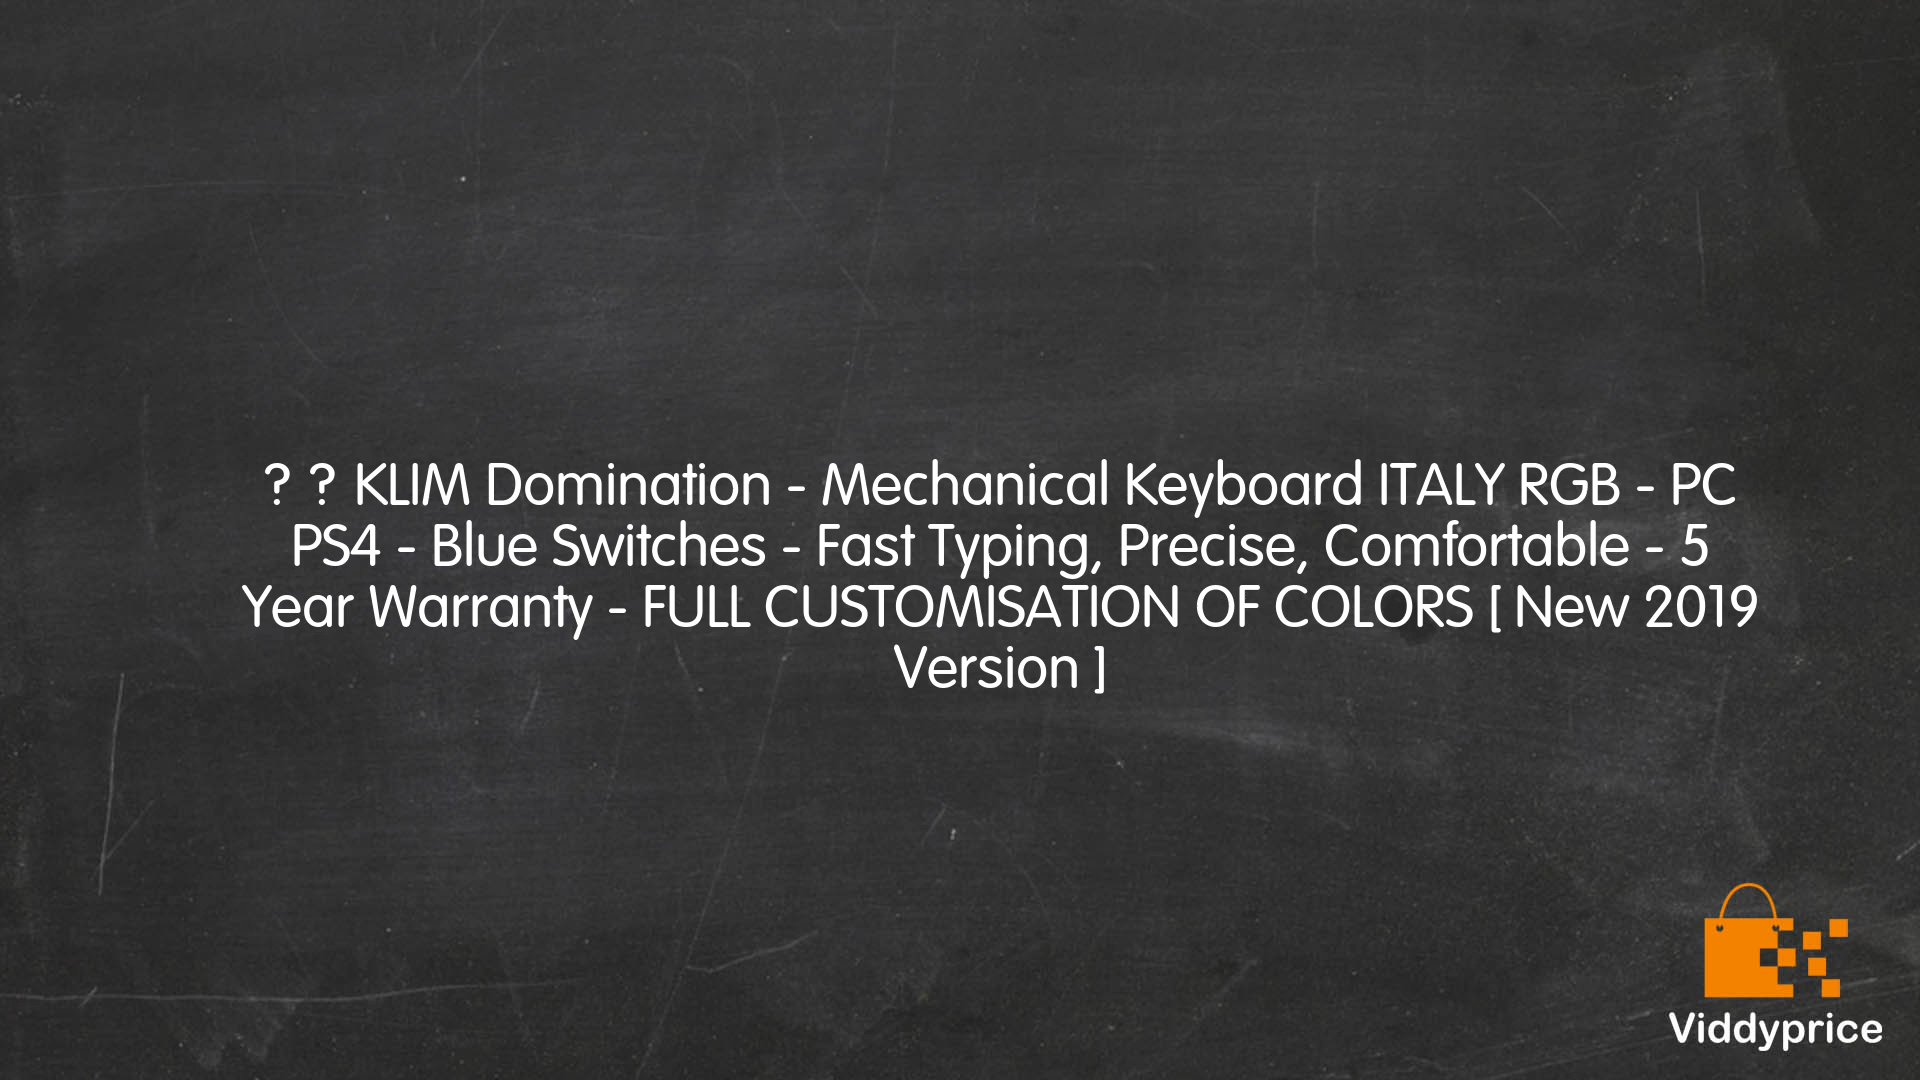 ? ? KLIM Domination - Mechanical Keyboard ITALY RGB - PC
PS4 - Blue Switches - Fast Typing, Precise, Comfortable - 5
Year Warranty - FULL CUSTOMISATION OF COLORS [ New 2019
Version ]
Viddyprice